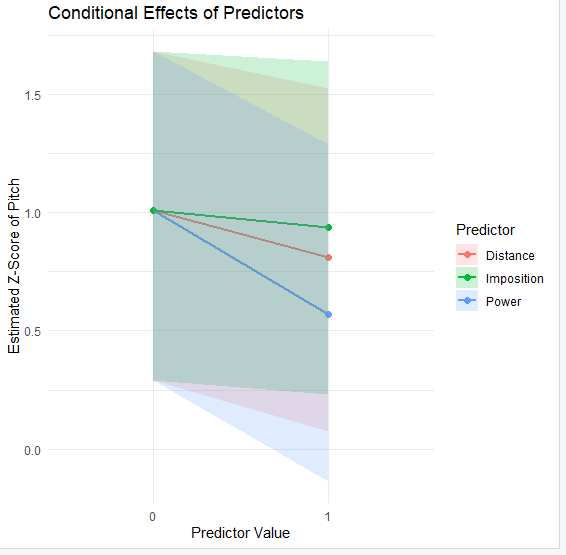 Conditional Effects of Predictors
Estimated Z-Score of Pitch
1.5
1.0
0.5
0.0
0
1
Predictor Value
Predictor
Distance
Imposition
Power